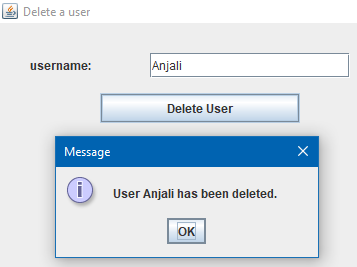 Delete a user
username:
Anjali
Delete User
Message
User Anjali has been deleted.
OK